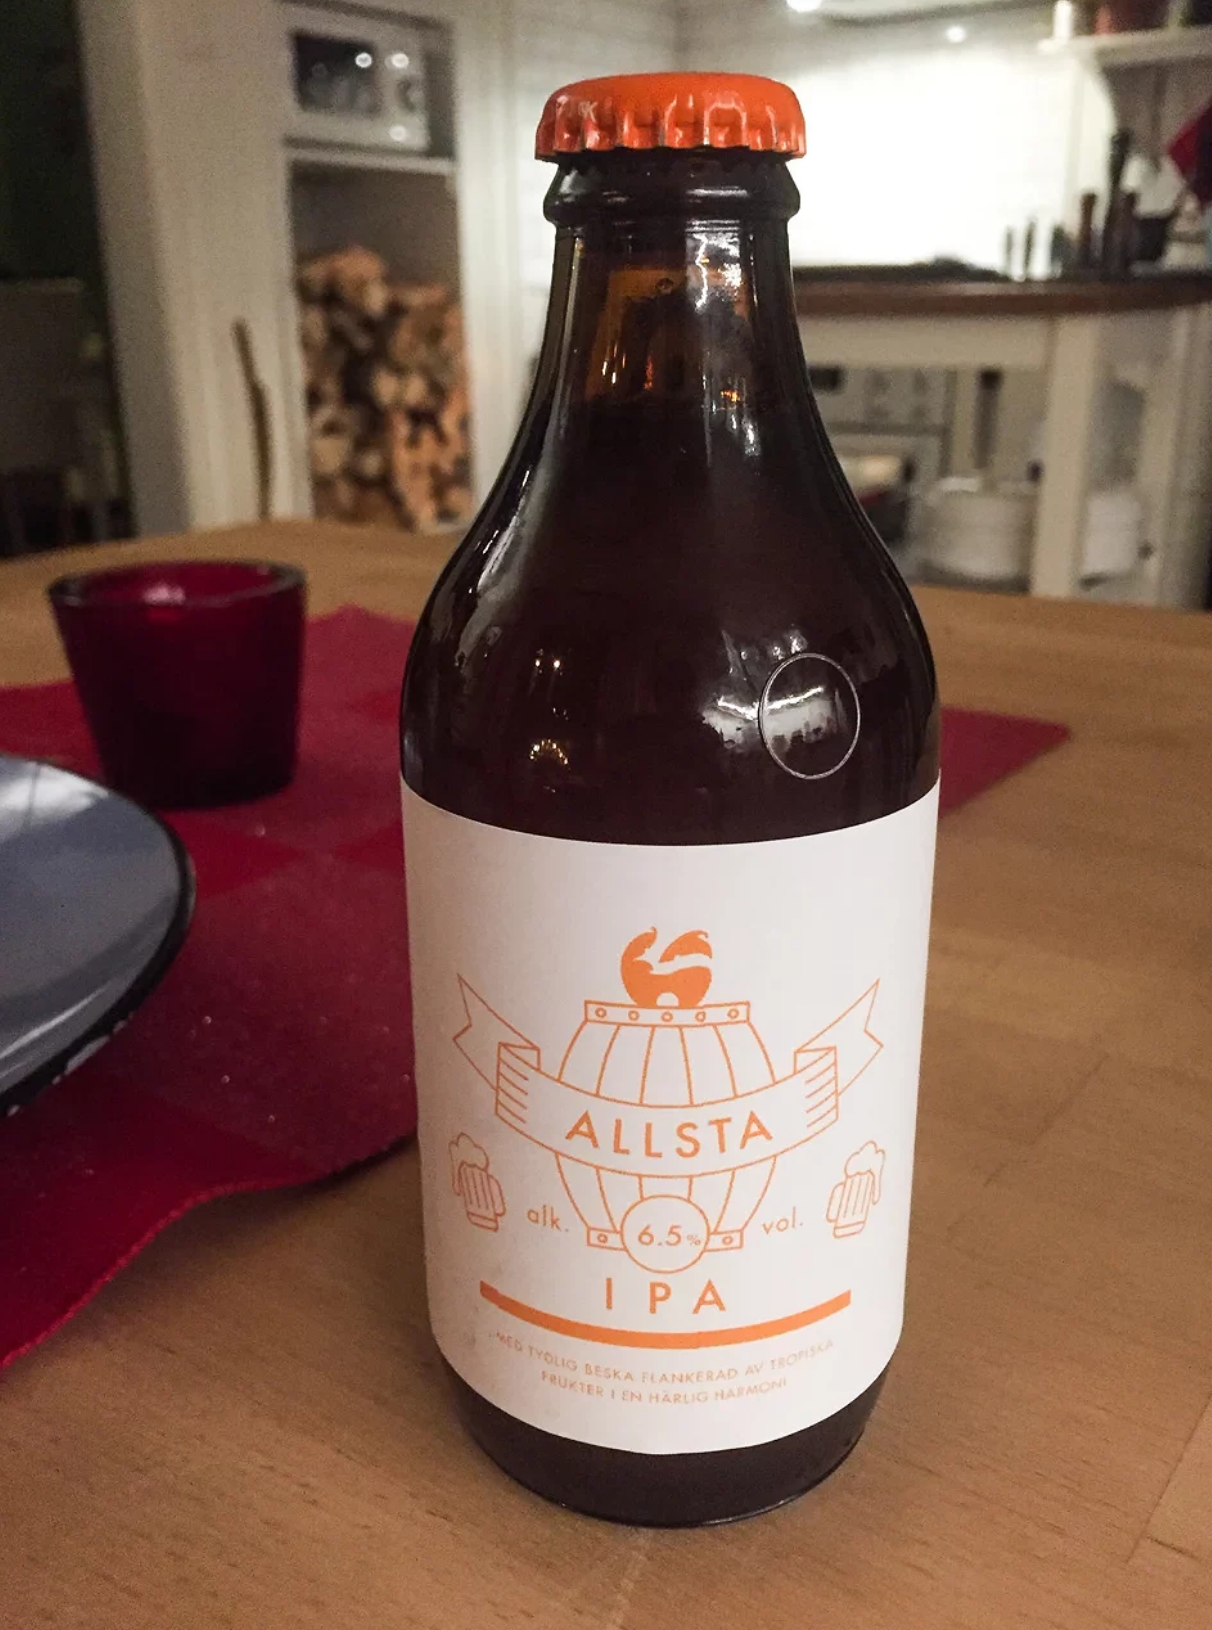 ALLSTA
alk. 6.5% vol.
IPA
MED TYDLIG BESKA FLANKERAD AV TROPISKA
FRUKTER I EN HÄRLIG HARMONI